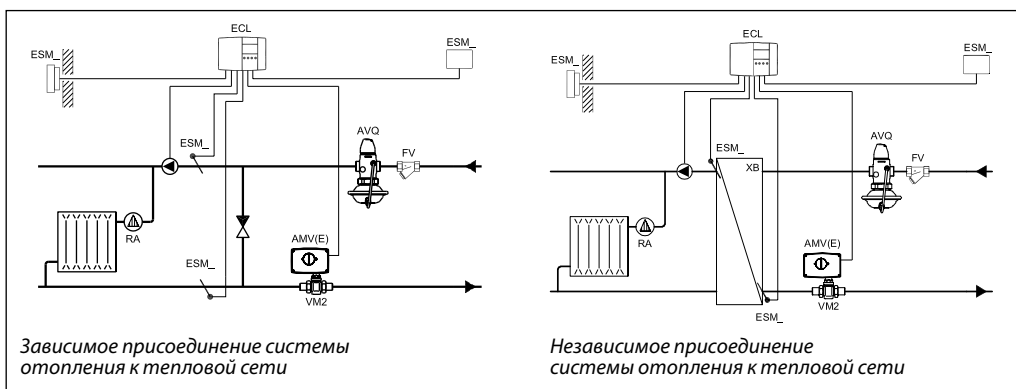 ECL
ESM_
ESM_
ESM_
AVQ
FV
RA
AMV(E)
ESM_
VM2
Зависимое присоединение системы
отопления к тепловой сети
ECL
ESM_
ESM_
ESM_
XB
AVQ
FV
RA
AMV(E)
ESM_
VM2
Независимое присоединение
системы отопления к тепловой сети